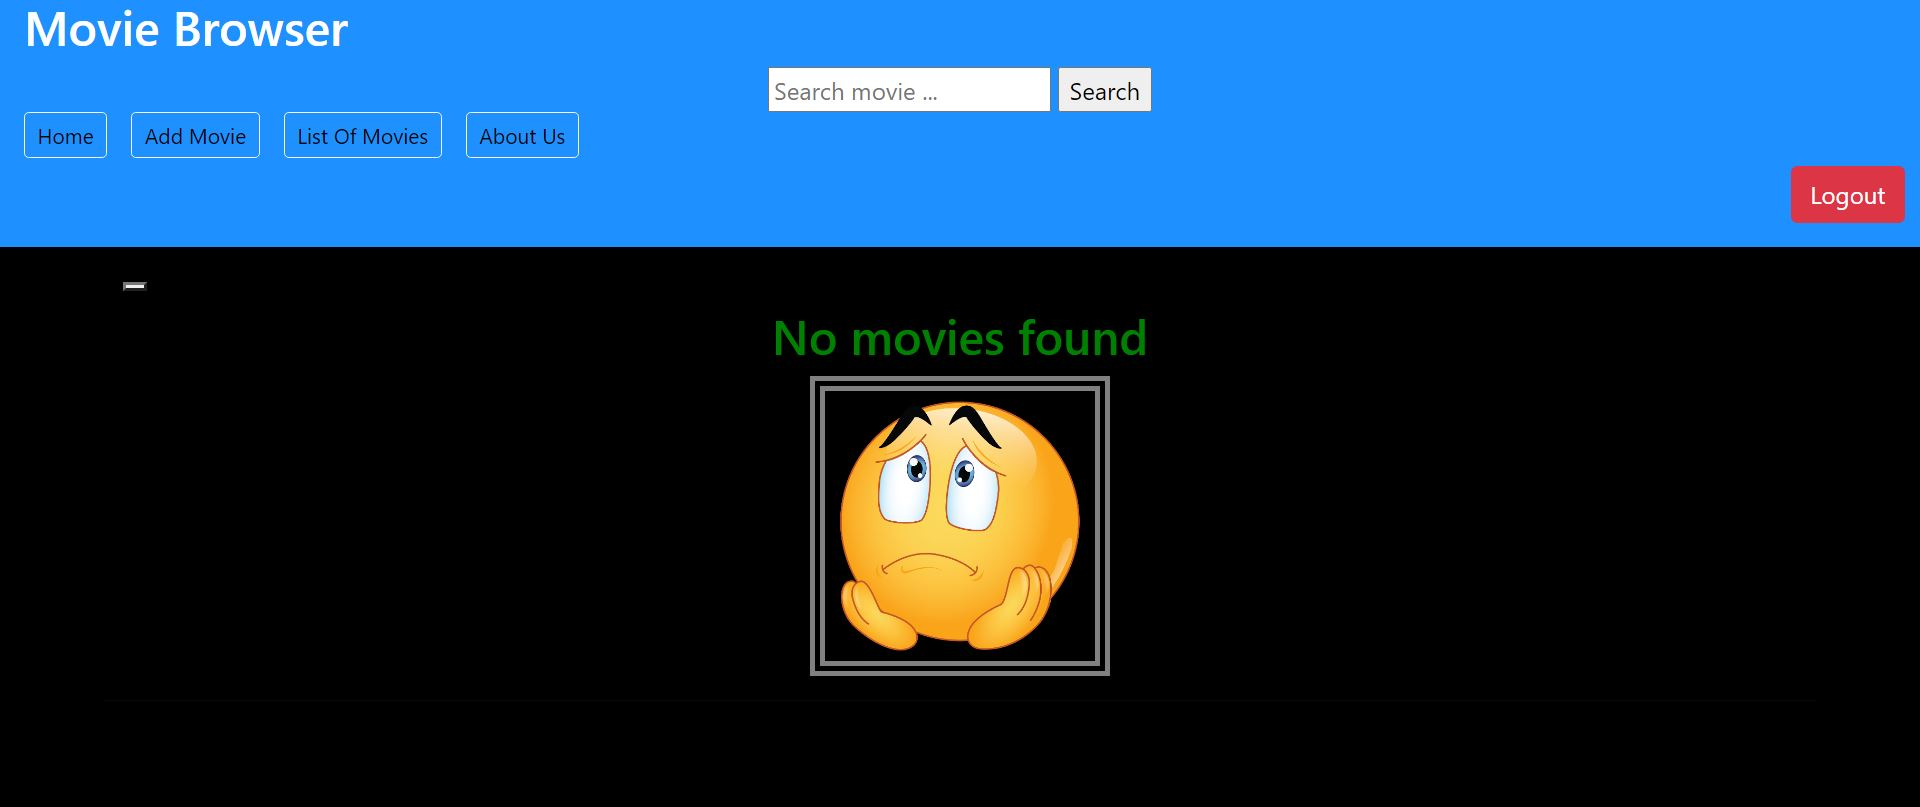 Movie Browser
Search movie ... Search
Home Add Movie List Of Movies About Us
Logout
No movies found